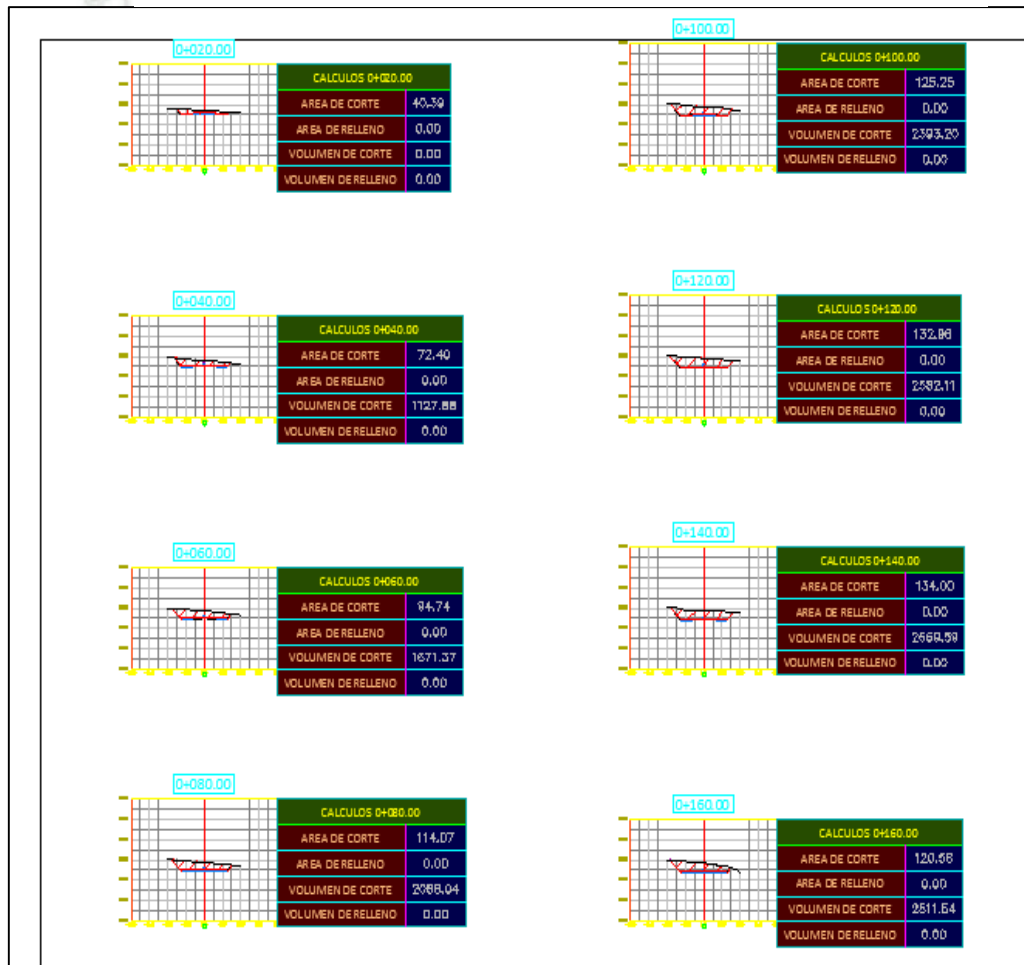 0+020.00
CALCULOS 0+020.00
AREA DE CORTE 40.39
AREA DE RELLENO 0.00
VOLUMEN DE CORTE 0.00
VOLUMEN DE RELLENO 0.00
0+040.00
CALCULOS 0+040.00
AREA DE CORTE 72.40
AREA DE RELLENO 0.00
VOLUMEN DE CORTE 1127.88
VOLUMEN DE RELLENO 0.00
0+060.00
CALCULOS 0+060.00
AREA DE CORTE 94.74
AREA DE RELLENO 0.00
VOLUMEN DE CORTE 1671.37
VOLUMEN DE RELLENO 0.00
0+080.00
CALCULOS 0+080.00
AREA DE CORTE 114.07
AREA DE RELLENO 0.00
VOLUMEN DE CORTE 2088.04
VOLUMEN DE RELLENO 0.00
0+100.00
CALCULOS 0+100.00
AREA DE CORTE 125.25
AREA DE RELLENO 0.00
VOLUMEN DE CORTE 2393.20
VOLUMEN DE RELLENO 0.00
0+120.00
CALCULOS 0+120.00
AREA DE CORTE 132.96
AREA DE RELLENO 0.00
VOLUMEN DE CORTE 2582.11
VOLUMEN DE RELLENO 0.00
0+140.00
CALCULOS 0+140.00
AREA DE CORTE 134.00
AREA DE RELLENO 0.00
VOLUMEN DE CORTE 2669.59
VOLUMEN DE RELLENO 0.00
0+160.00
CALCULOS 0+160.00
AREA DE CORTE 120.56
AREA DE RELLENO 0.00
VOLUMEN DE CORTE
VOLUMEN DE RELLENO 0.00